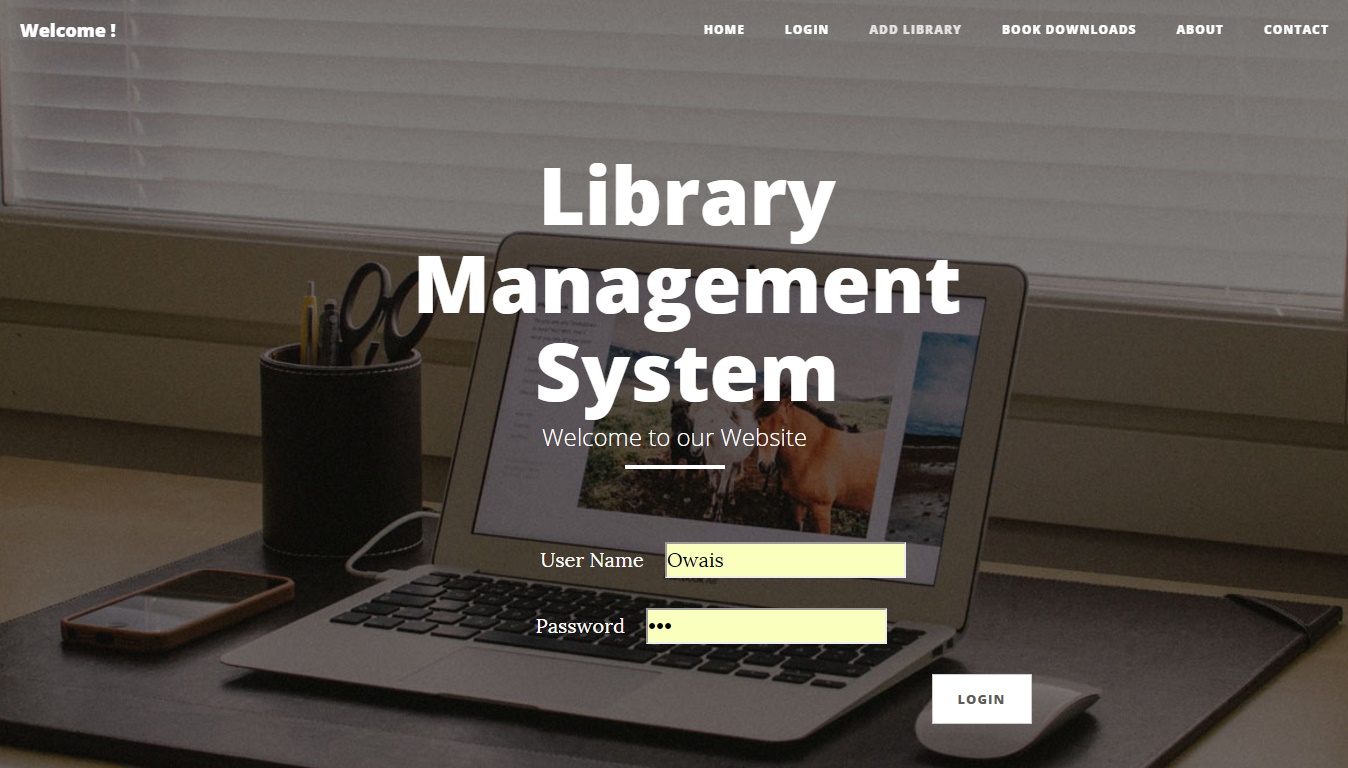 Welcome !
HOME LOGIN ADD LIBRARY BOOK DOWNLOADS ABOUT CONTACT
Library
Management
System
Welcome to our Website
User Name Owais
Password •••
LOGIN